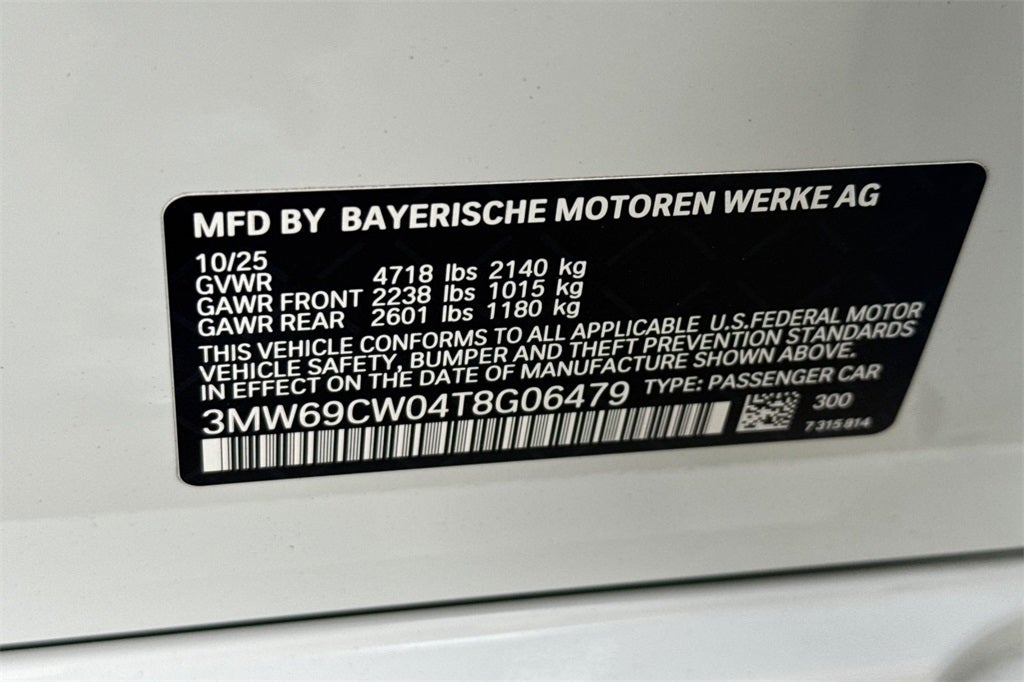 MFD BY BAYERISCHE MOTOREN WERKE AG
10/25
GVWR 4718 lbs 2140 kg
GAWR FRONT 2238 lbs 1015 kg
GAWR REAR 2601 lbs 1180 kg
THIS VEHICLE CONFORMS TO ALL APPLICABLE U.S.FEDERAL MOTOR
VEHICLE SAFETY, BUMPER AND THEFT PREVENTION STANDARDS
IN EFFECT ON THE DATE OF MANUFACTURE SHOWN ABOVE.
3MW69CW04T8G06479 TYPE: PASSENGER CAR
300
7 315 814